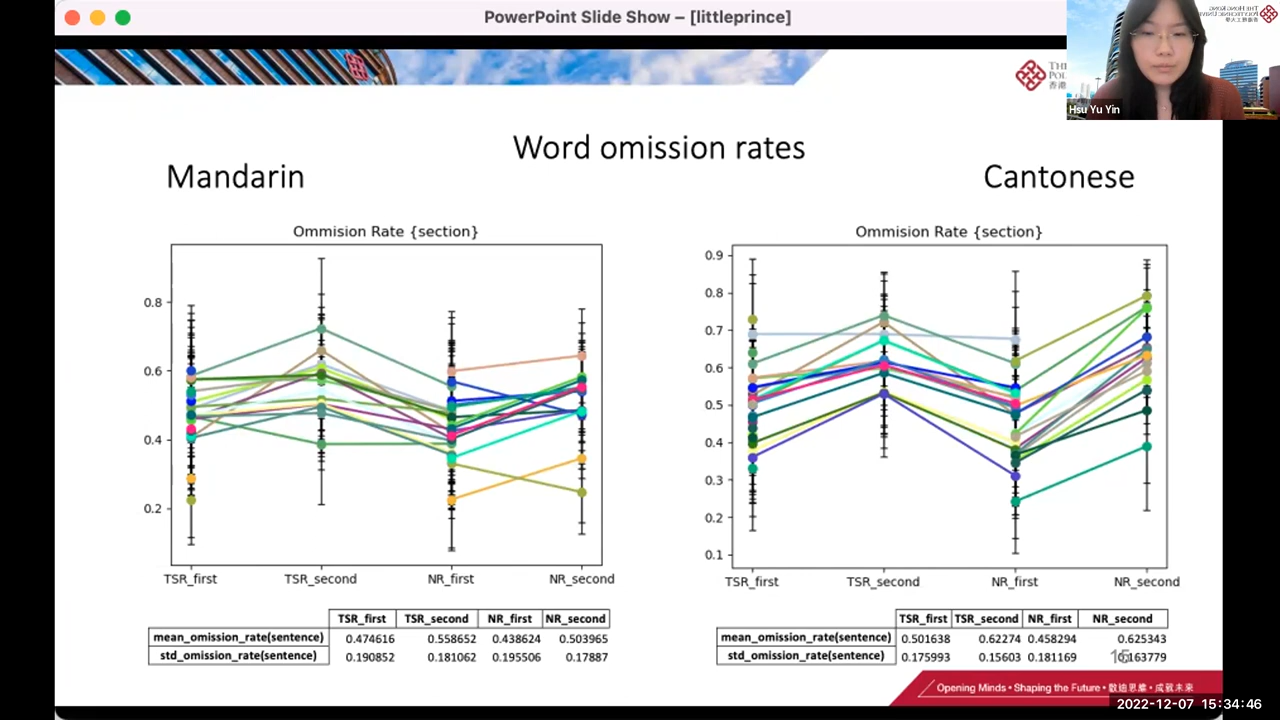 PowerPoint Slide Show – [littleprince]
Hsu Yu Yin
Word omission rates
Mandarin
Cantonese
Ommision Rate {section}
0.8
0.6
0.4
0.2
TSR_first TSR_second NR_first NR_second
Ommision Rate {section}
0.9
0.8
0.7
0.6
0.5
0.4
0.3
0.2
0.1
TSR_first TSR_second NR_first NR_second
TSR_first TSR_second NR_first NR_second
mean_omission_rate(sentence) 0.474616 0.558652 0.438624 0.503965
std_omission_rate(sentence) 0.190852 0.181062 0.195506 0.17887
TSR_first TSR_second NR_first NR_second
mean_omission_rate(sentence) 0.501638 0.62274 0.458294 0.625343
std_omission_rate(sentence) 0.175993 0.15603 0.181169 0.163779
15
Opening Minds • Shaping the Future • 啟迪思維 • 成就未來
2022-12-07 15:34:46